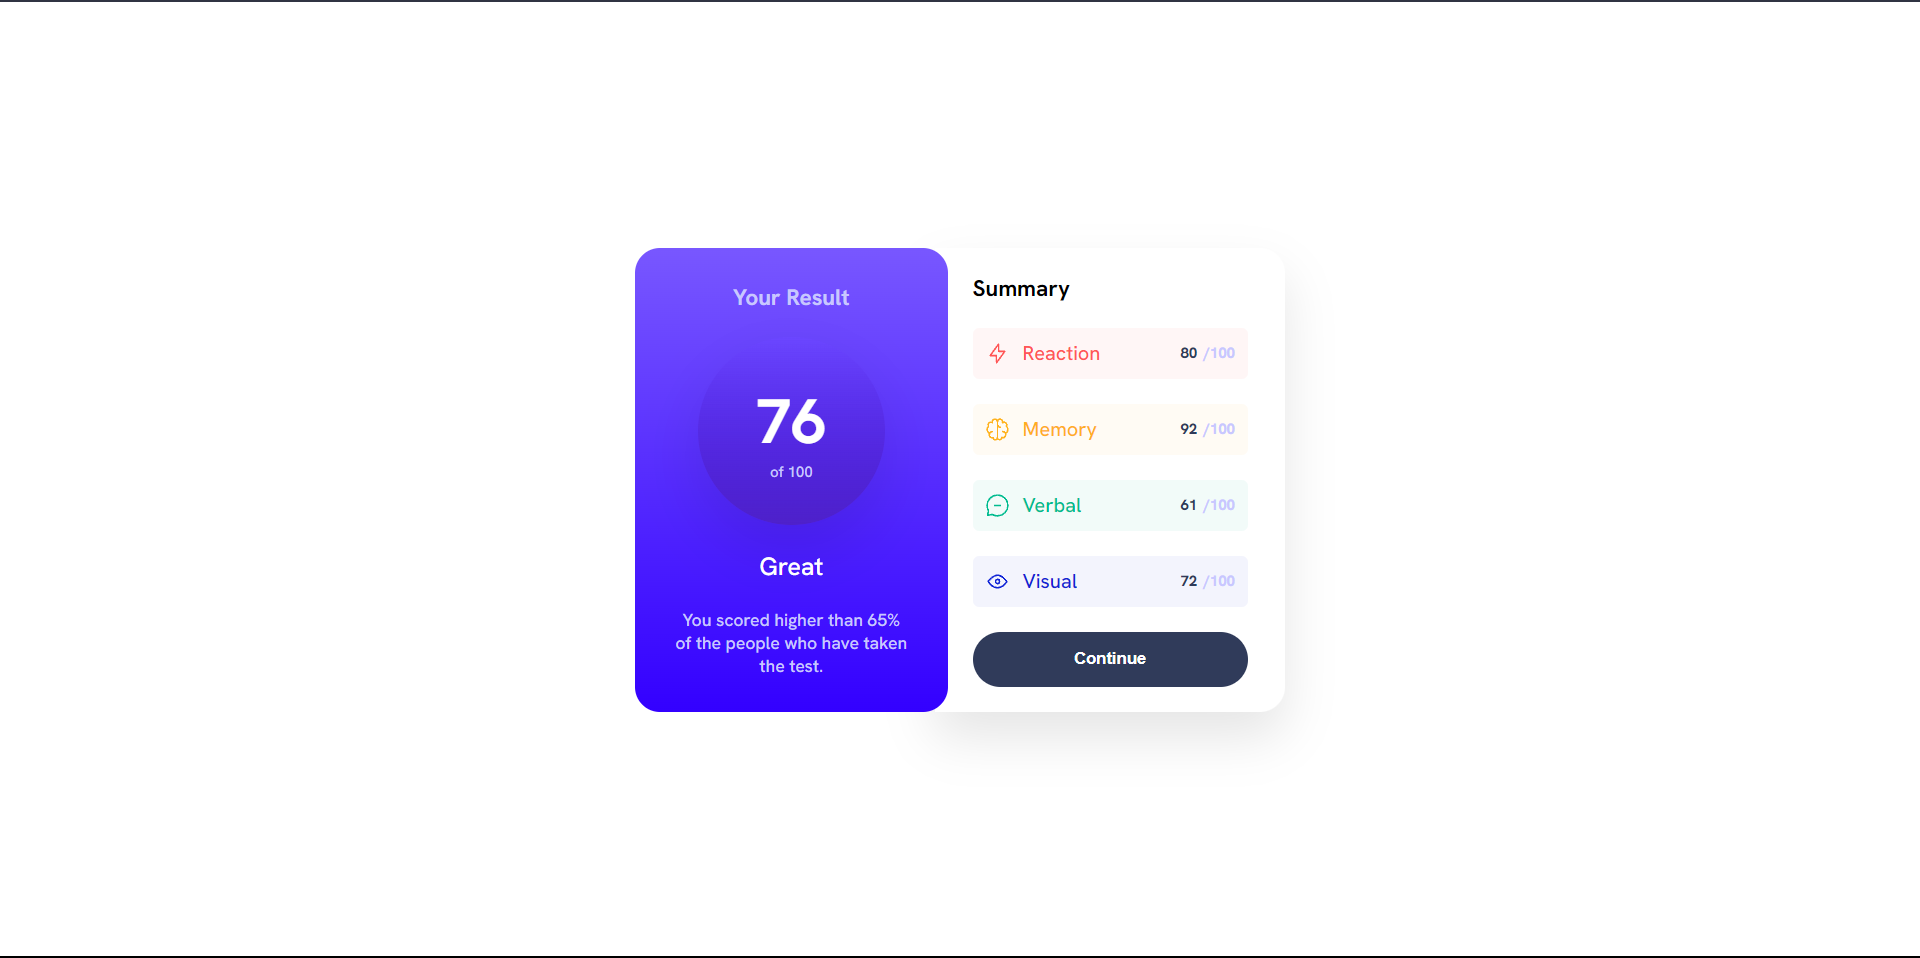 Your Result
76
of 100
Great
You scored higher than 65%
of the people who have taken
the test.
Summary
Reaction 80 /100
Memory 92 /100
Verbal 61 /100
Visual 72 /100
Continue